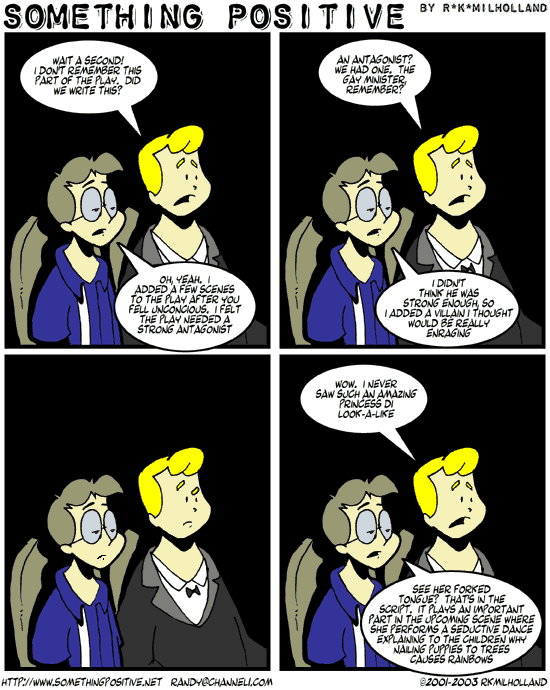 SOMETHING POSITIVE BY R*K*MILHOLLAND
WAIT A SECOND!
I DON'T REMEMBER THIS
PART OF THE PLAY. DID
WE WRITE THIS?
OH, YEAH. I
ADDED A FEW SCENES
TO THE PLAY AFTER YOU
FELL UNCONCIOUS. I FELT
THE PLAY NEEDED A
STRONG ANTAGONIST
AN ANTAGONIST?
WE HAD ONE. THE
GAY MINISTER,
REMEMBER?
I DIDN'T
THINK HE WAS
STRONG ENOUGH, SO
I ADDED A VILLAIN I THOUGHT
WOULD BE REALLY
ENRAGING
WOW. I NEVER
SAW SUCH AN AMAZING
PRINCESS DI
LOOK-A-LIKE
SEE HER FORKED
TONGUE? THAT'S IN THE
SCRIPT. IT PLAYS AN IMPORTANT
PART IN THE UPCOMING SCENE WHERE
SHE PERFORMS A SEDUCTIVE DANCE
EXPLAINING TO THE CHILDREN WHY
NAILING PUPPIES TO TREES
CAUSES RAINBOWS
HTTP://WWW.SOMETHINGPOSITIVE.NET RANDY@CHANNEL1.COM ©2001-2003 RKMILHOLLAND